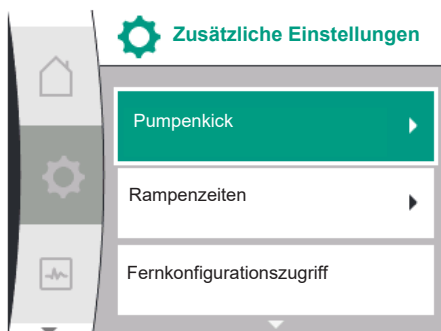 Zusätzliche Einstellungen
Pumpenkick
Rampenzeiten
Fernkonfigurationszugriff